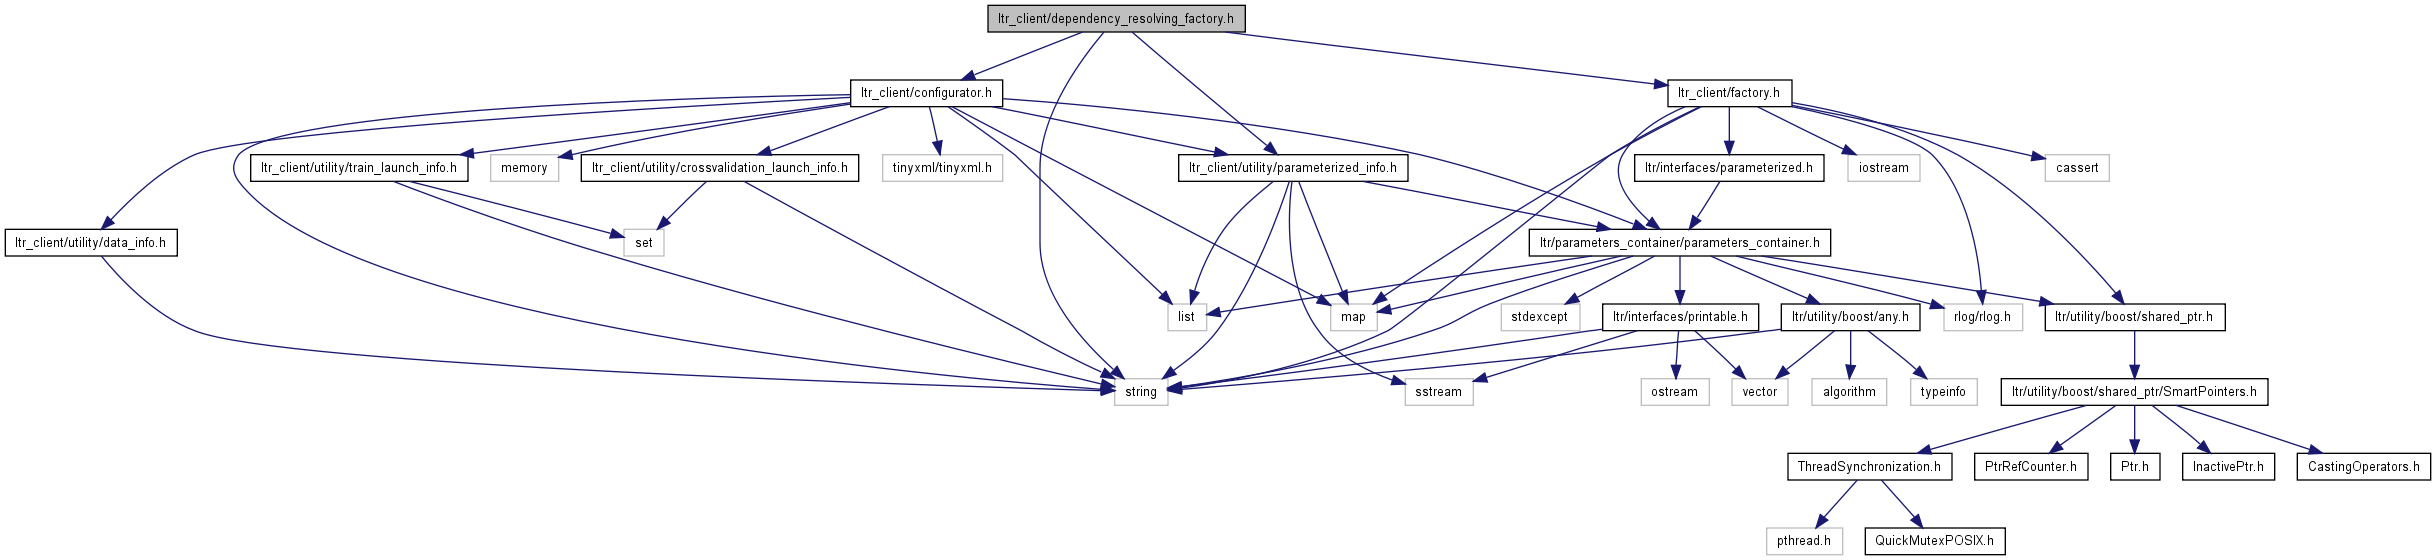 ltr_client/dependency_resolving_factory.h
ltr_client/configurator.h
ltr_client/factory.h
ltr_client/utility/train_launch_info.h
memory
ltr_client/utility/crossvalidation_launch_info.h
tinyxml/tinyxml.h
ltr_client/utility/parameterized_info.h
ltr/interfaces/parameterized.h
iostream
cassert
ltr_client/utility/data_info.h
set
ltr/parameters_container/parameters_container.h
list
map
stdexcept
ltr/interfaces/printable.h
ltr/utility/boost/any.h
rlog/rlog.h
ltr/utility/boost/shared_ptr.h
string
sstream
ostream
vector
algorithm
typeinfo
ltr/utility/boost/shared_ptr/SmartPointers.h
ThreadSynchronization.h
PtrRefCounter.h
Ptr.h
InactivePtr.h
CastingOperators.h
pthread.h
QuickMutexPOSIX.h